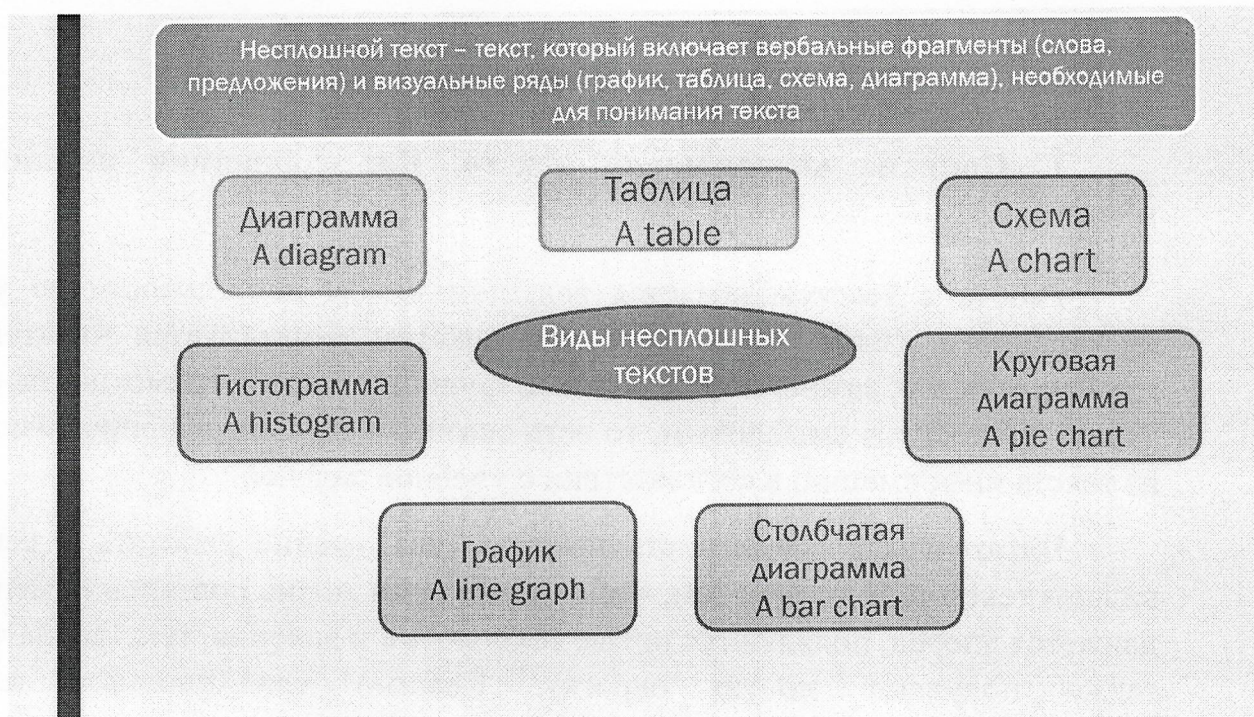 Несплошной текст – текст, который включает вербальные фрагменты (слова,
предложения) и визуальные ряды (график, таблица, схема, диаграмма), необходимые
для понимания текста
Диаграмма
A diagram
Таблица
A table
Схема
A chart
Виды несплошных
текстов
Гистограмма
A histogram
Круговая
диаграмма
A pie chart
График
A line graph
Столбчатая
диаграмма
A bar chart